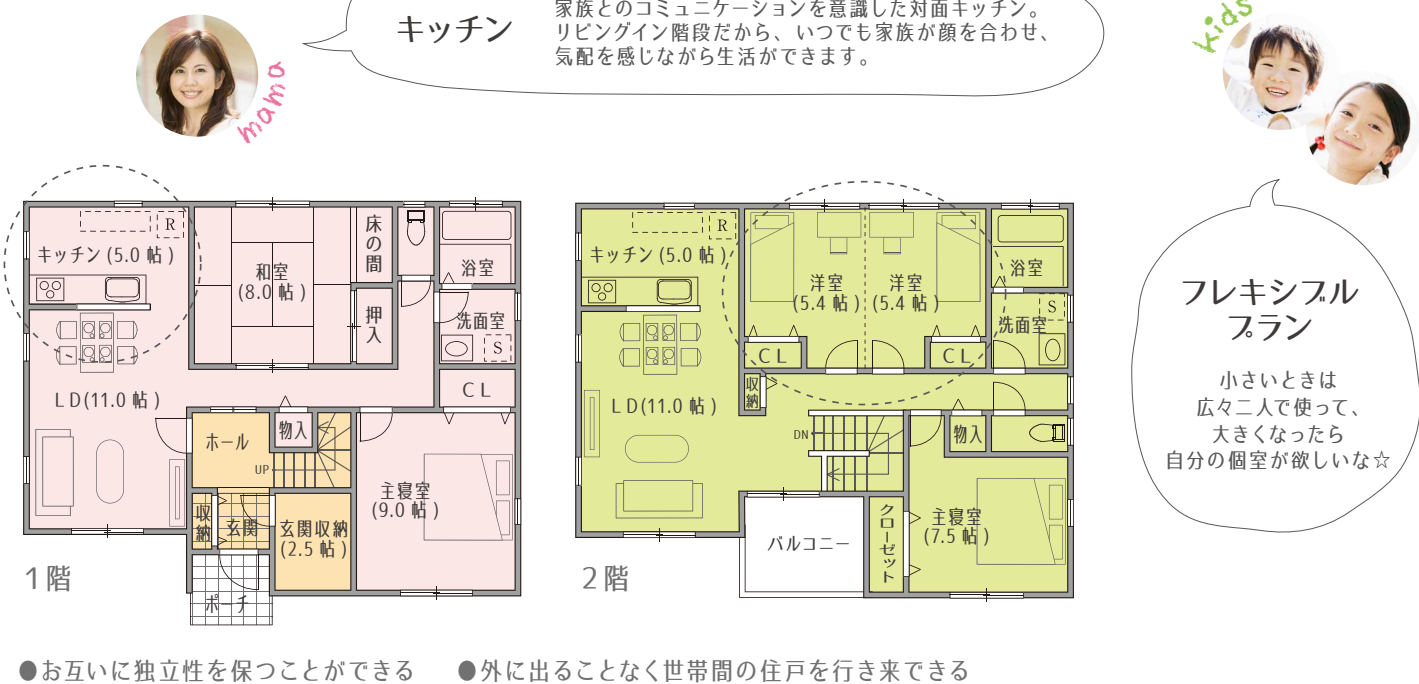 キッチン
家族とのコミュニケーションを意識した対面キッチン。
リビングイン階段だから、いつでも家族が顔を合わせ、
気配を感じながら生活ができます。
mama
kids
フレキシブル
プラン
小さいときは
広々二人で使って、
大きくなったら
自分の個室が欲しいな☆
R
キッチン(5.0 帖)
和室
(8.0 帖)
床の間
押入
浴室
洗面室
S
CL
LD(11.0 帖)
ホール
物入
UP
収納
玄関
玄関収納
(2.5 帖)
主寝室
(9.0 帖)
ポーチ
1階
R
キッチン(5.0 帖)
洋室
(5.4 帖)
洋室
(5.4 帖)
浴室
S
洗面室
CL
CL
収納
LD(11.0 帖)
DN
物入
主寝室
(7.5 帖)
クローゼット
バルコニー
2階
●お互いに独立性を保つことができる
●外に出ることなく世帯間の住戸を行き来できる